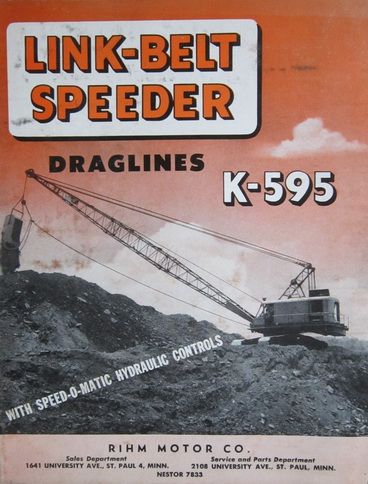 LINK-BELT
SPEEDER
DRAGLINES
K-595
WITH SPEED-O-MATIC HYDRAULIC CONTROLS
RIHM MOTOR CO.
Sales Department
1641 UNIVERSITY AVE., ST. PAUL 4, MINN.
Service and Parts Department
2108 UNIVERSITY AVE., ST. PAUL, MINN.
NESTOR 7833